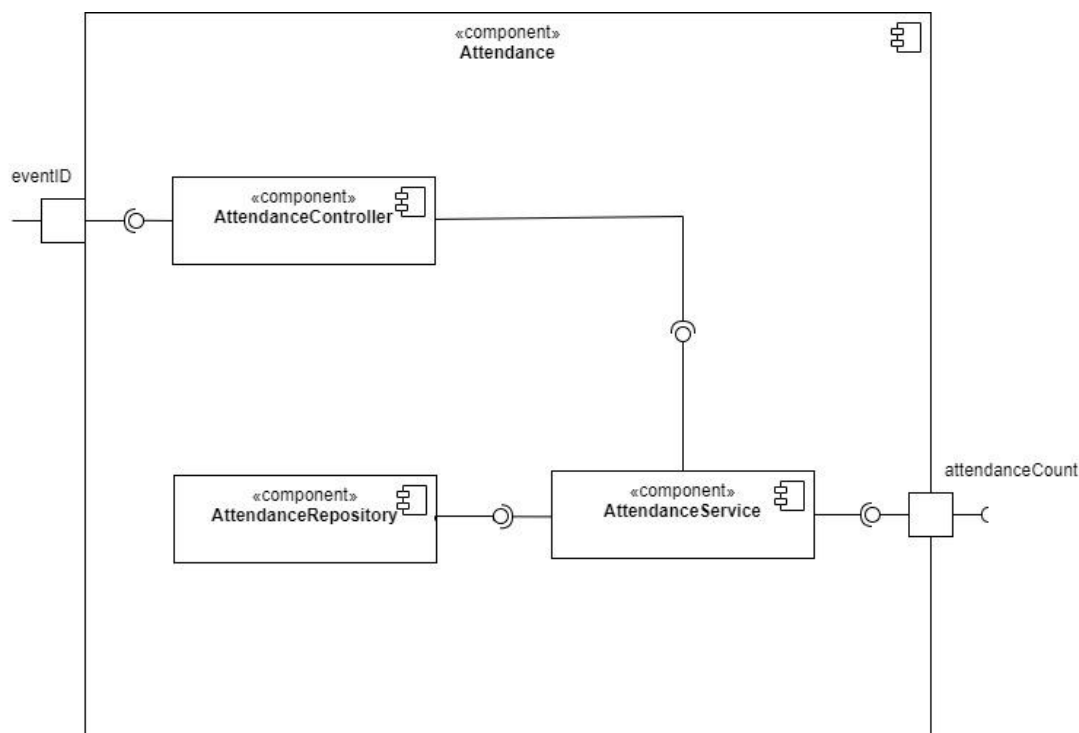 «component»
Attendance
eventID
«component»
AttendanceController
«component»
AttendanceRepository
«component»
AttendanceService
attendanceCount